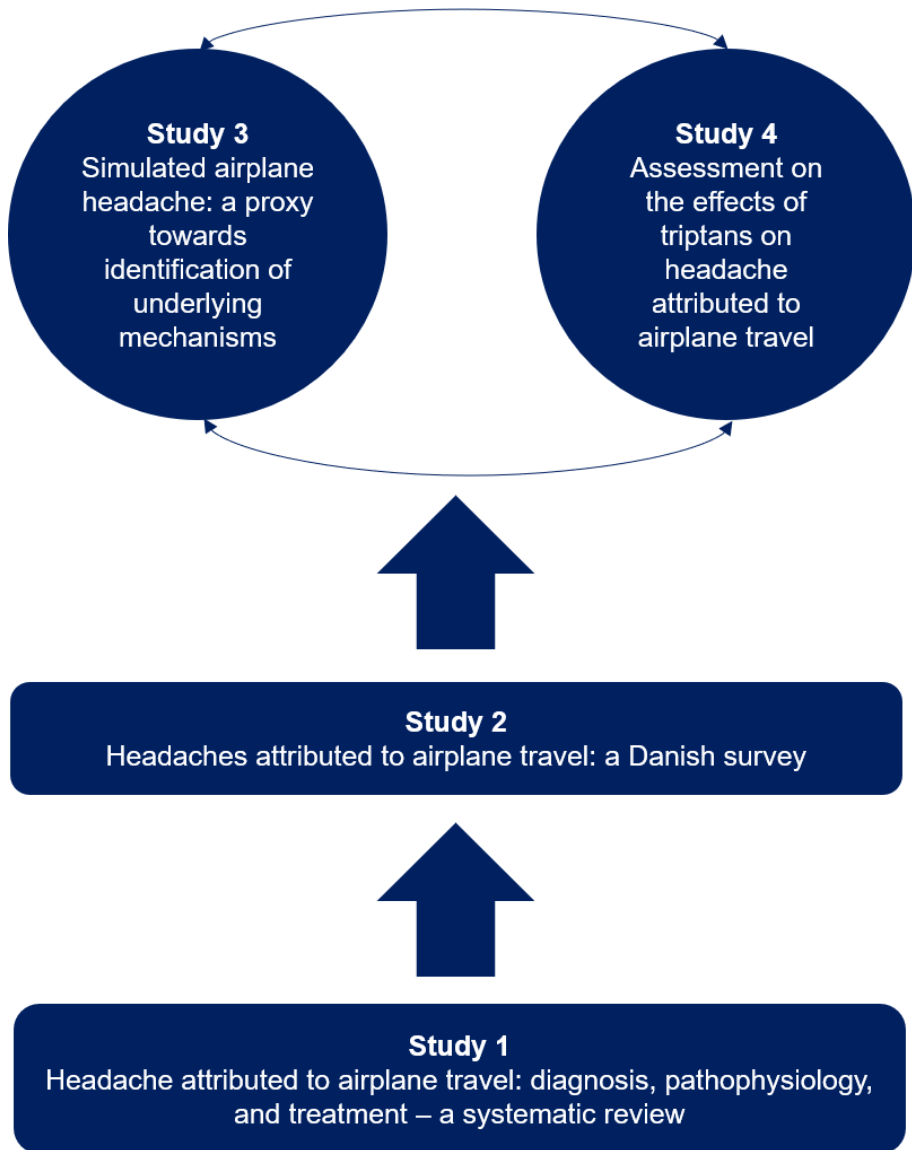 Study 3
Simulated airplane
headache: a proxy
towards
identification of
underlying
mechanisms
Study 4
Assessment on
the effects of
triptans on
headache
attributed to
airplane travel
Study 2
Headaches attributed to airplane travel: a Danish survey
Study 1
Headache attributed to airplane travel: diagnosis, pathophysiology,
and treatment – a systematic review